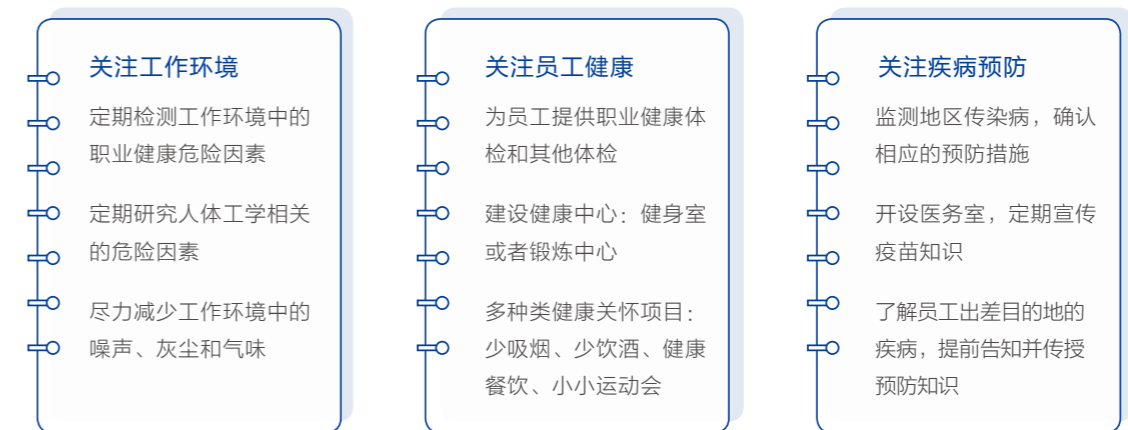 关注工作环境
定期检测工作环境中的
职业健康危险因素
定期研究人体工学相关
的危险因素
尽力减少工作环境中的
噪声、灰尘和气味
关注员工健康
为员工提供职业健康体
检和其他体检
建设健康中心：健身室
或者锻炼中心
多种类健康关怀项目：
少吸烟、少饮酒、健康
餐饮、小小运动会
关注疾病预防
监测地区传染病，确认
相应的预防措施
开设医务室，定期宣传
疫苗知识
了解员工出差目的地的
疾病，提前告知并传授
预防知识